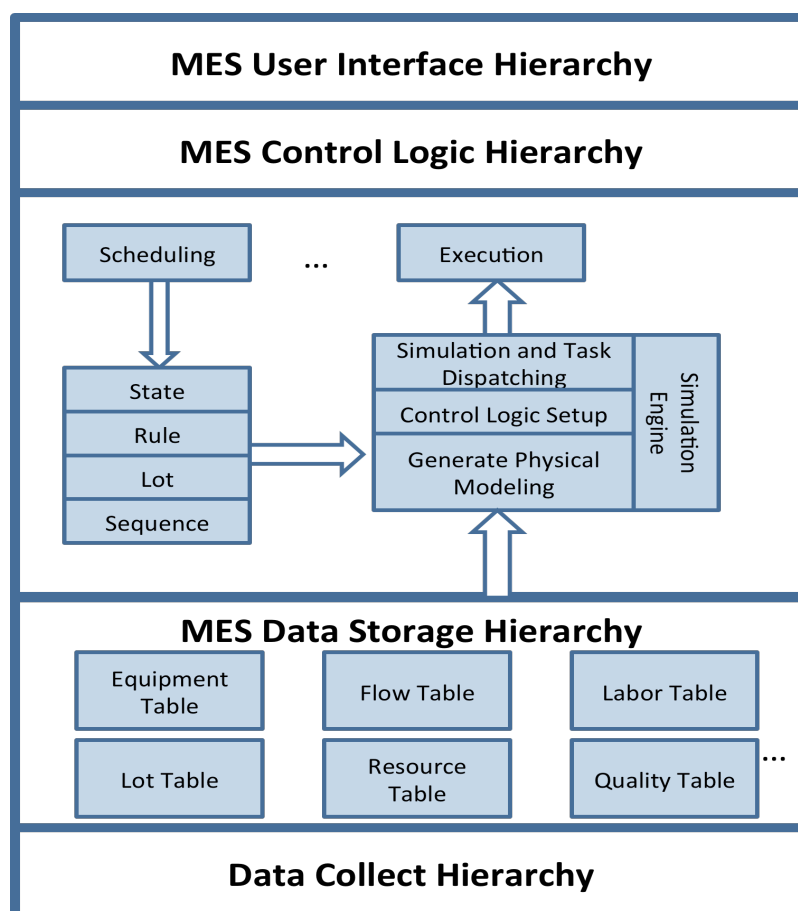 MES User Interface Hierarchy
MES Control Logic Hierarchy
Scheduling
...
Execution
State
Rule
Lot
Sequence
Simulation and Task
Dispatching
Control Logic Setup
Generate Physical
Modeling
Simulation
Engine
MES Data Storage Hierarchy
Equipment
Table
Flow Table
Labor Table
Lot Table
Resource
Table
Quality Table
...
Data Collect Hierarchy